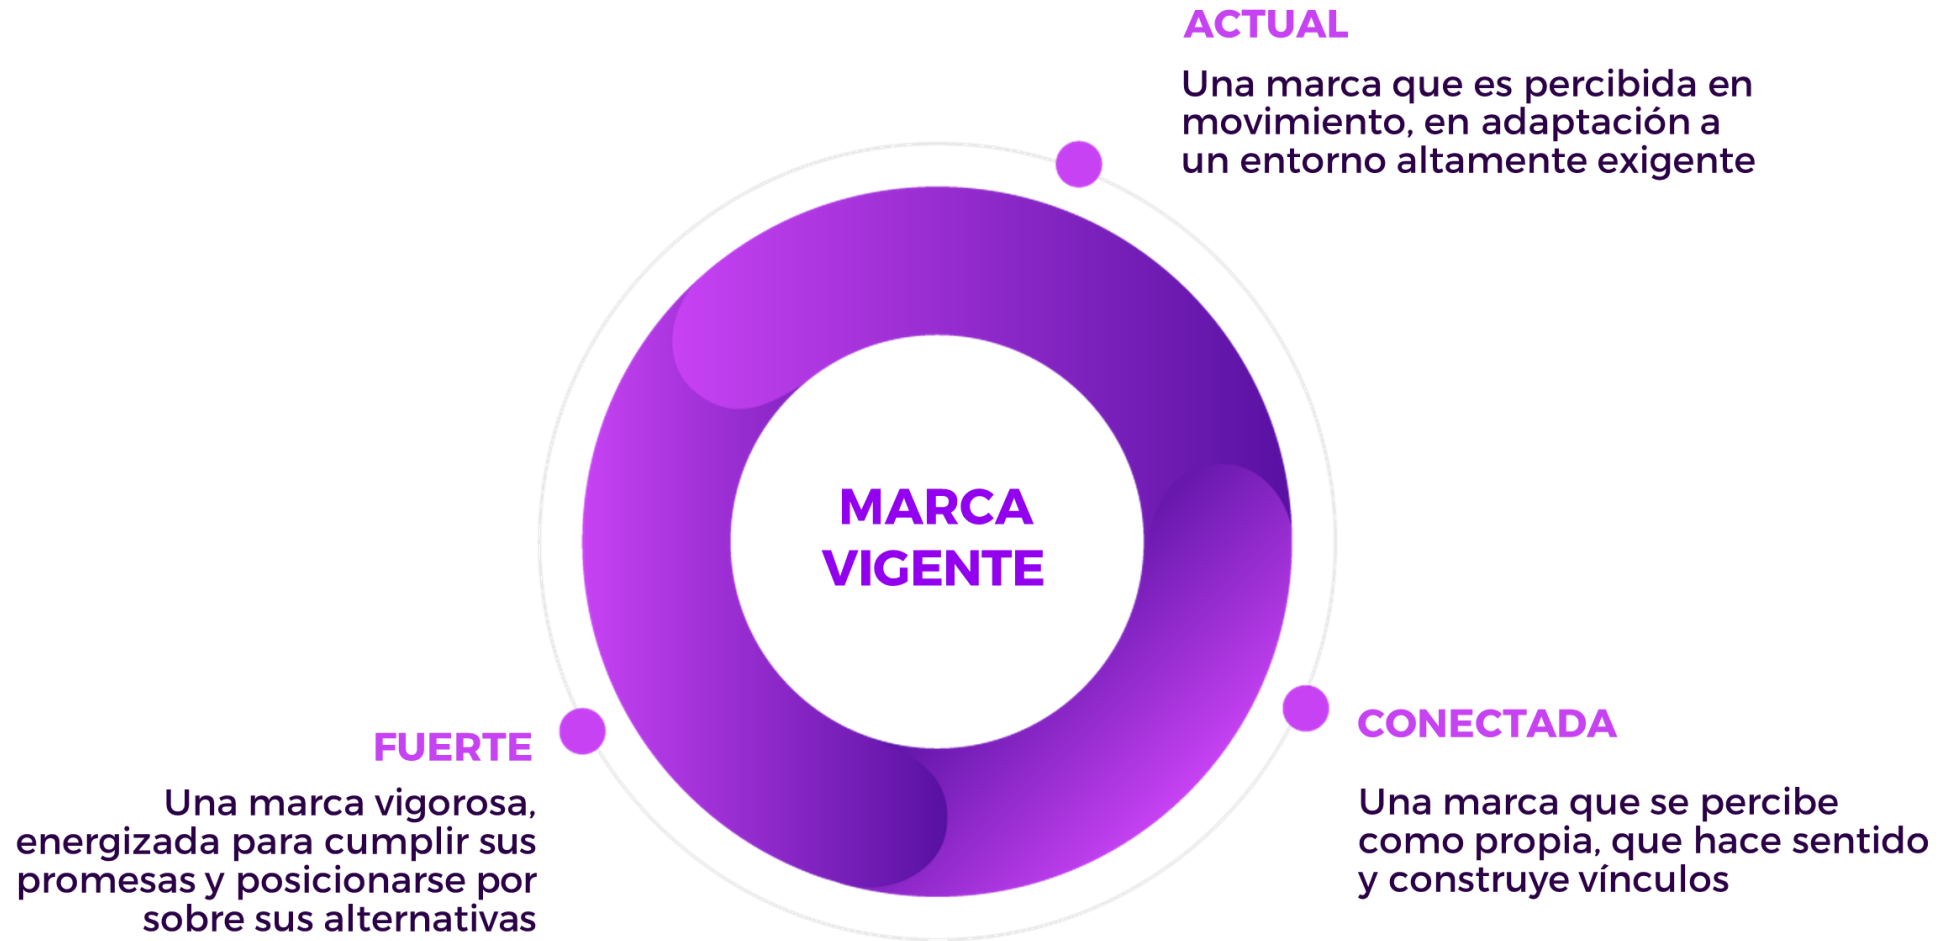 ACTUAL
Una marca que es percibida en
movimiento, en adaptación a
un entorno altamente exigente
MARCA
VIGENTE
CONECTADA
Una marca que se percibe
como propia, que hace sentido
y construye vínculos
FUERTE
Una marca vigorosa,
energizada para cumplir sus
promesas y posicionarse por
sobre sus alternativas